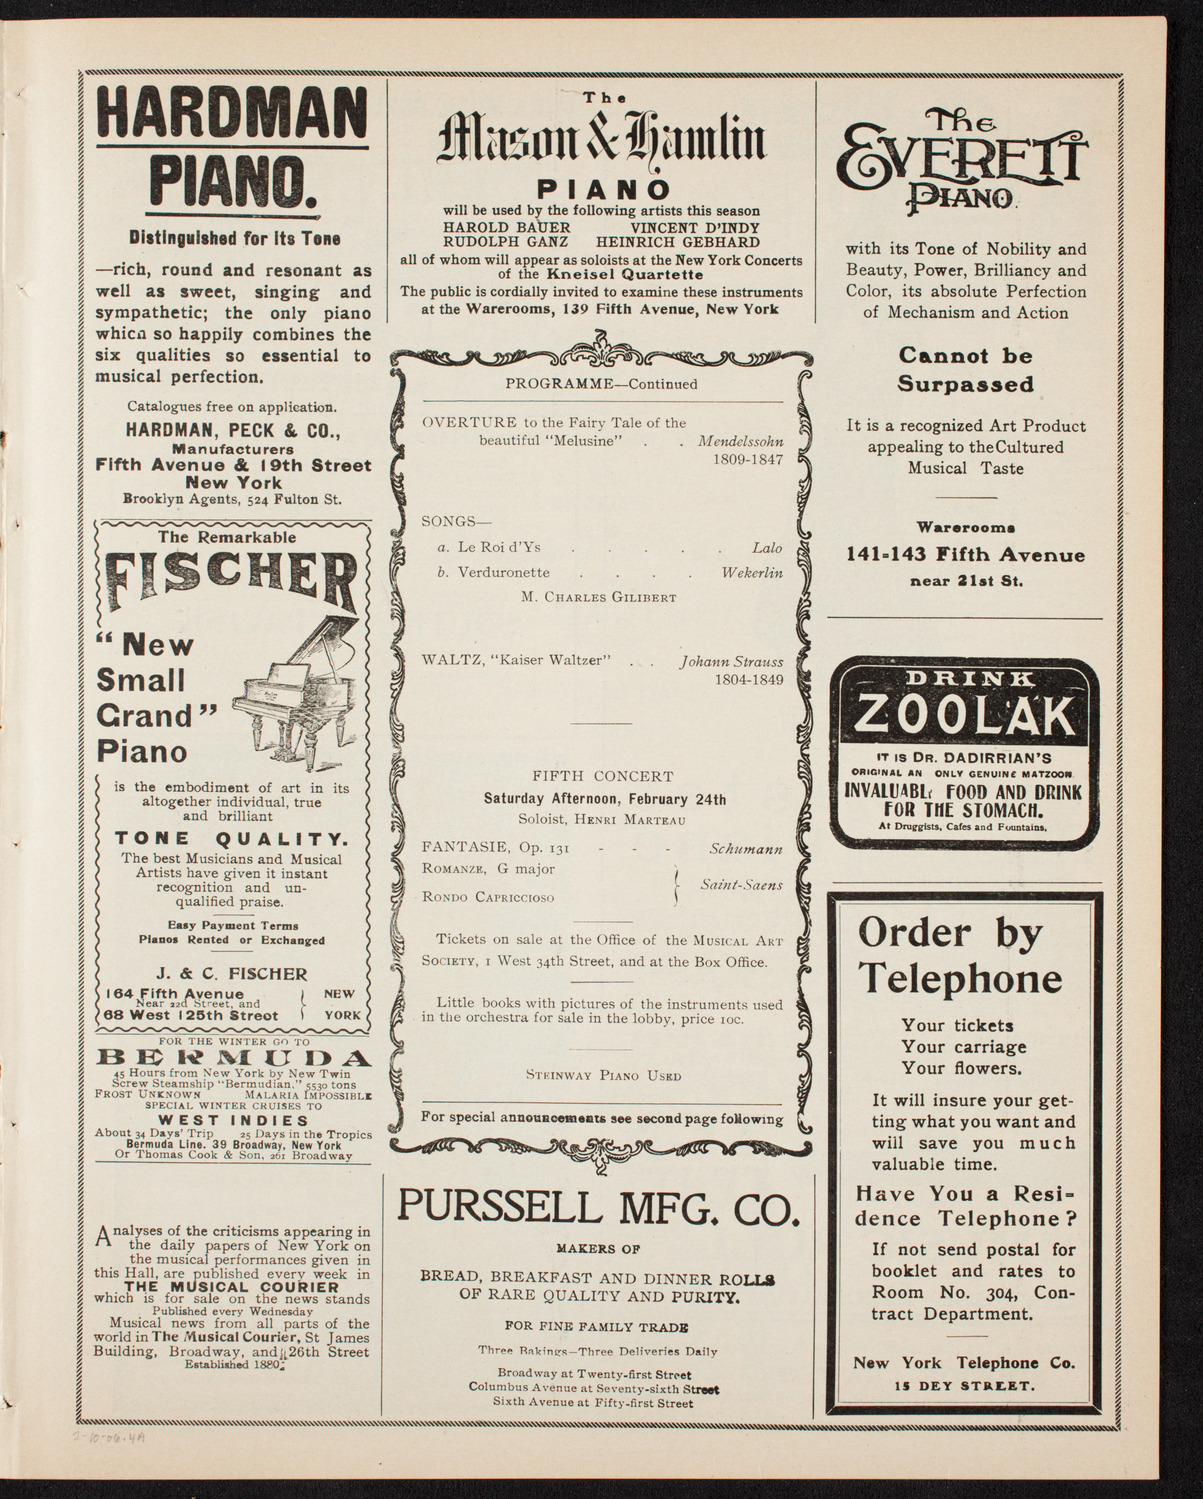 HARDMAN
PIANO.
Distinguished for Its Tone
—rich, round and resonant as
well as sweet, singing and
sympathetic; the only piano
which so happily combines the
six qualities so essential to
musical perfection.
Catalogues free on application.
HARDMAN, PECK & CO.,
Manufacturers
Fifth Avenue & 19th Street
New York
Brooklyn Agents, 524 Fulton St.
The Remarkable
FISCHER
"New
Small
Grand"
Piano
is the embodiment of art in its
altogether individual, true
and brilliant
TONE QUALITY.
The best Musicians and Musical
Artists have given it instant
recognition and un-
qualified praise.
Easy Payment Terms
Pianos Rented or Exchanged
J. & C. FISCHER
164 Fifth Avenue
Near 22d Street, and
68 West 125th Street
NEW
YORK
FOR THE WINTER GO TO
BERMUDA
45 Hours from New York by New Twin
Screw Steamship "Bermudian," 5530 tons
FROST UNKNOWN MALARIA IMPOSSIBLE
SPECIAL WINTER CRUISES TO
WEST INDIES
About 34 Days' Trip 25 Days in the Tropics
Bermuda Line, 39 Broadway, New York
Or Thomas Cook & Son, 261 Broadway
Analyses of the criticisms appearing in
the daily papers of New York on
the musical performances given in
this Hall, are published every week in
THE MUSICAL COURIER
which is for sale on the news stands
Published every Wednesday
Musical news from all parts of the
world in The Musical Courier, St James
Building, Broadway, and 26th Street
Established 1880
The
Mason & Hamlin
PIANO
will be used by the following artists this season
HAROLD BAUER VINCENT D'INDY
RUDOLPH GANZ HEINRICH GEBHARD
all of whom will appear as soloists at the New York Concerts
of the Kneisel Quartette
The public is cordially invited to examine these instruments
at the Warerooms, 139 Fifth Avenue, New York
PROGRAMME—Continued
OVERTURE to the Fairy Tale of the
beautiful "Melusine" . . Mendelssohn
1809-1847
SONGS—
a. Le Roi d'Ys . . . . . Lalo
b. Verduronette . . . . Wekerlin
M. CHARLES GILIBERT
WALTZ, "Kaiser Waltzer" . . Johann Strauss
1804-1849
FIFTH CONCERT
Saturday Afternoon, February 24th
Soloist, HENRI MARTEAU
FANTASIE, Op. 131 - - - Schumann
ROMANZE, G major
RONDO CAPRICCIOSO
Saint-Saens
Tickets on sale at the Office of the MUSICAL ART
SOCIETY, 1 West 34th Street, and at the Box Office.
Little books with pictures of the instruments used
in the orchestra for sale in the lobby, price 10c.
STEINWAY PIANO USED
For special announcements see second page following
PURSSELL MFG. CO.
MAKERS OF
BREAD, BREAKFAST AND DINNER ROLLS
OF RARE QUALITY AND PURITY.
FOR FINE FAMILY TRADE
Three Bakings—Three Deliveries Daily
Broadway at Twenty-first Street
Columbus Avenue at Seventy-sixth Street
Sixth Avenue at Fifty-first Street
The
EVERETT
PIANO
with its Tone of Nobility and
Beauty, Power, Brilliancy and
Color, its absolute Perfection
of Mechanism and Action
Cannot be
Surpassed
It is a recognized Art Product
appealing to the Cultured
Musical Taste
Warerooms
141-143 Fifth Avenue
near 21st St.
DRINK
ZOOLAK
IT IS DR. DADIRRIAN'S
ORIGINAL AN ONLY GENUINE MATZOON
INVALUABLE FOOD AND DRINK
FOR THE STOMACH.
At Druggists, Cafes and Fountains.
Order by
Telephone
Your tickets
Your carriage
Your flowers.
It will insure your get-
ting what you want and
will save you much
valuable time.
Have You a Resi-
dence Telephone?
If not send postal for
booklet and rates to
Room No. 304, Con-
tract Department.
New York Telephone Co.
15 DEY STREET.
2-10-06.4A